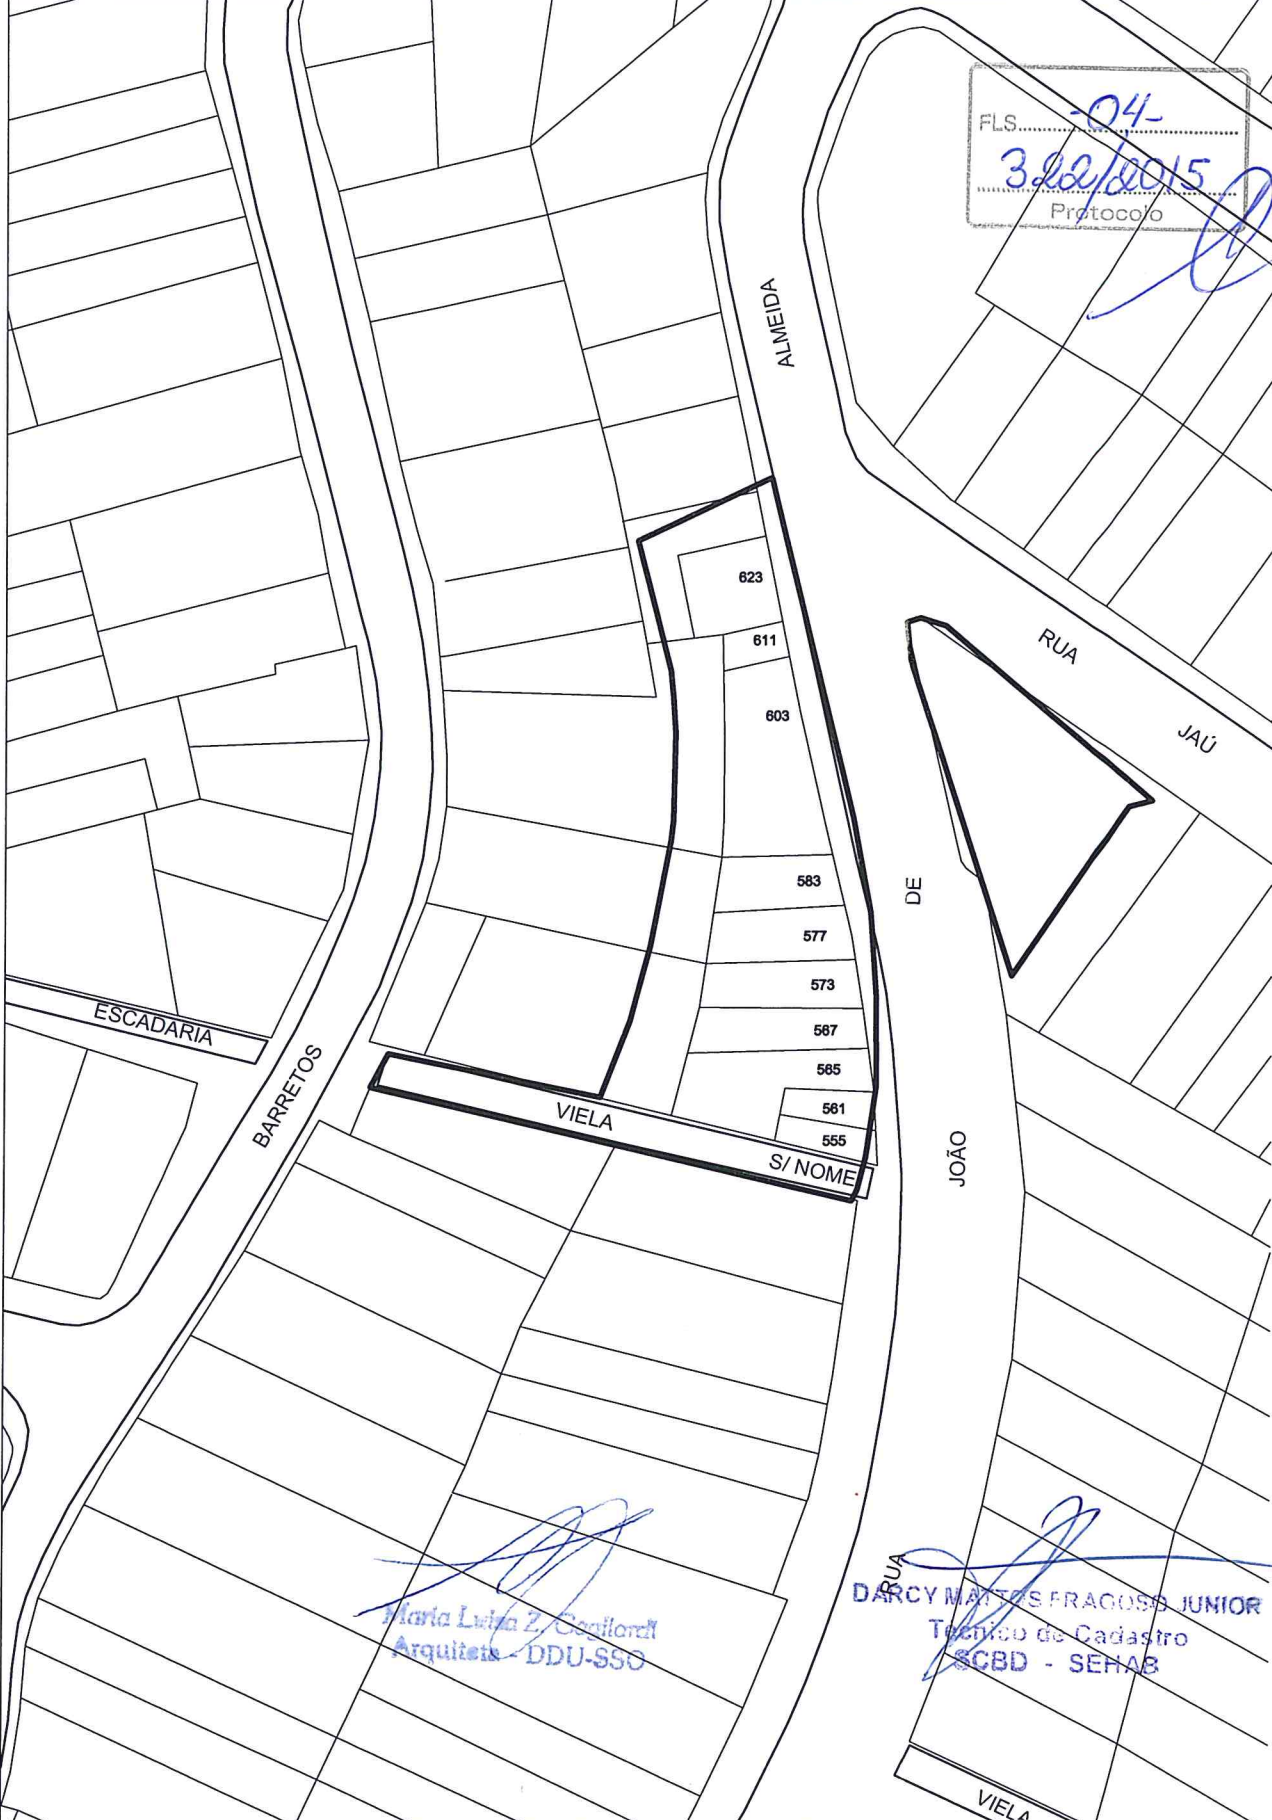 FLS. -04-
322/2015
Protocolo
ALMEIDA
623
611
603
RUA
JAÚ
583
DE
577
573
567
565
561
555
ESCADARIA
BARRETOS
VIELA
S/ NOME
JOÃO
RUA
Maria Luiza Z. Gagliardi
Arquiteta - DDU-SSO
DARCY MATTOS FRAGOSO JUNIOR
Técnico de Cadastro
SCBD - SEHAB
VIELA